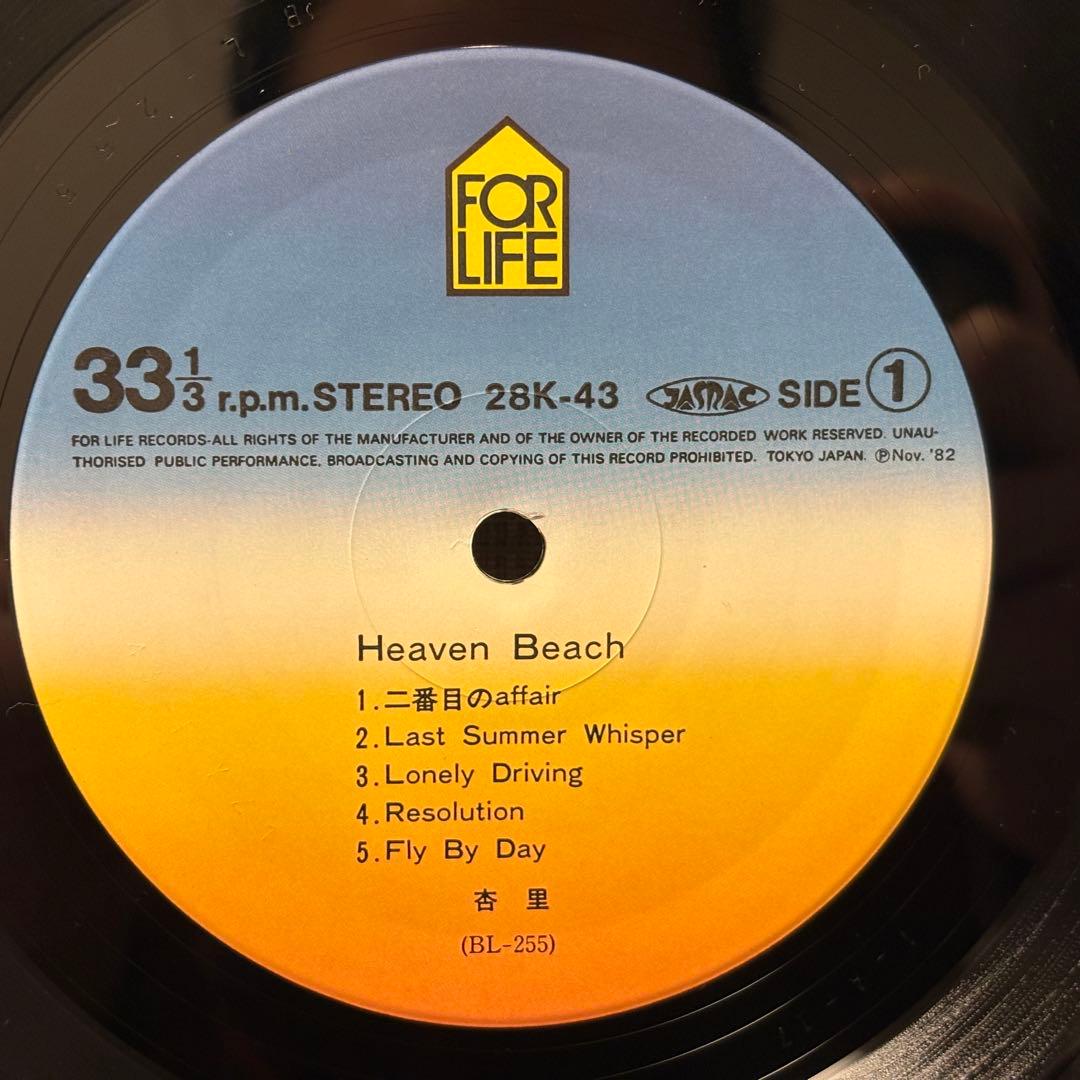 FOR
LIFE
33 1/3 r.p.m. STEREO 28K-43 JASRAC SIDE 1
FOR LIFE RECORDS-ALL RIGHTS OF THE MANUFACTURER AND OF THE OWNER OF THE RECORDED WORK RESERVED. UNAU-
THORISED PUBLIC PERFORMANCE, BROADCASTING AND COPYING OF THIS RECORD PROHIBITED. TOKYO JAPAN. ℗Nov. '82
Heaven Beach
1.二番目のaffair
2.Last Summer Whisper
3.Lonely Driving
4.Resolution
5.Fly By Day
杏 里
(BL-255)